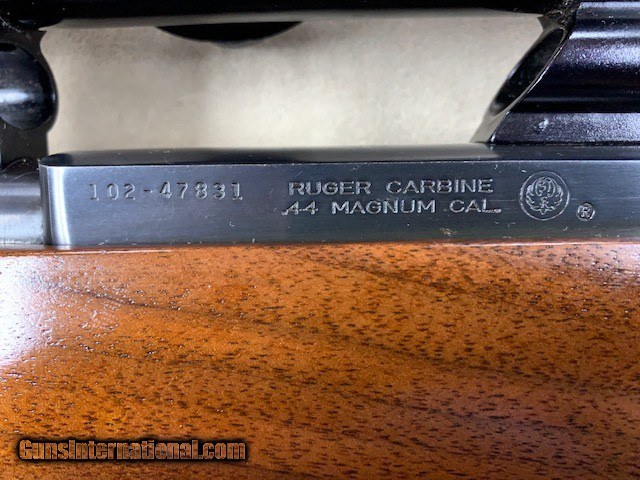 102-47831
RUGER CARBINE
.44 MAGNUM CAL.
®
GunsInternational.com